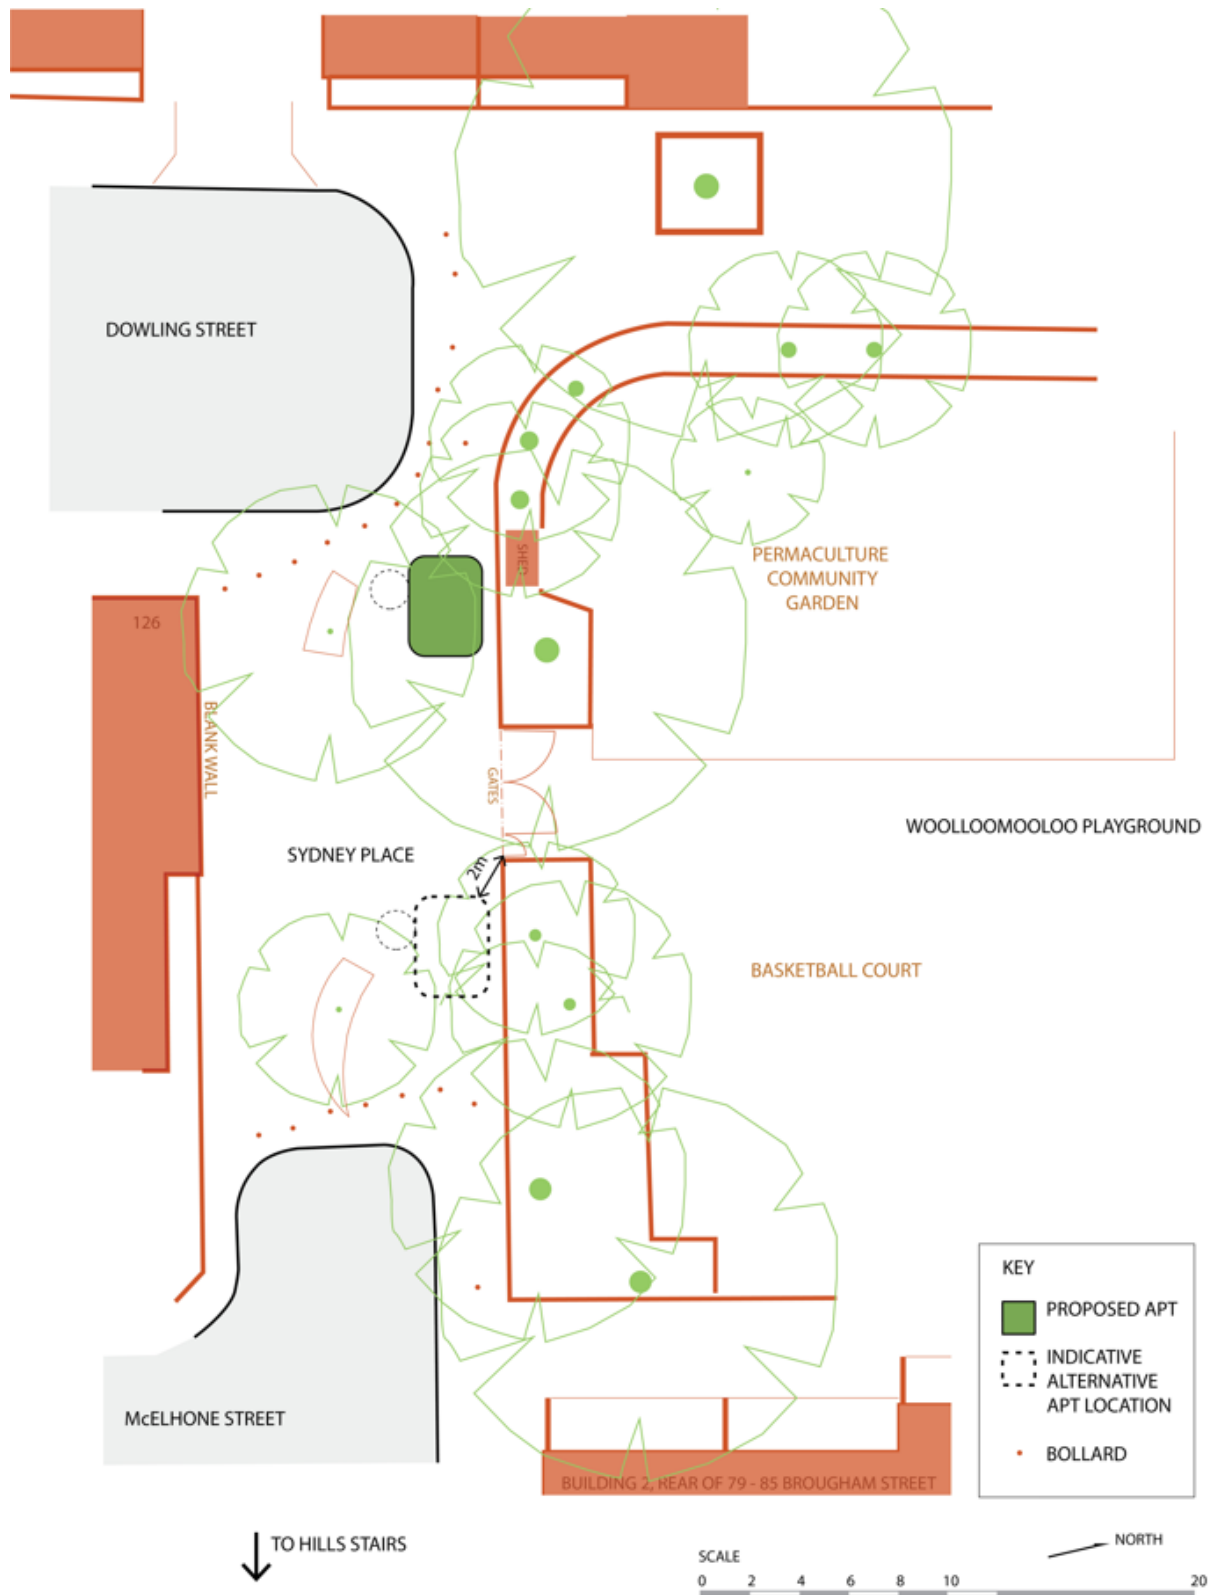 DOWLING STREET
SHED
PERMACULTURE
COMMUNITY
GARDEN
126
BLANK WALL
GATES
WOOLLOOMOOLOO PLAYGROUND
SYDNEY PLACE
2m
BASKETBALL COURT
KEY
PROPOSED APT
INDICATIVE
ALTERNATIVE
APT LOCATION
BOLLARD
McELHONE STREET
BUILDING 2, REAR OF 79 - 85 BROUGHAM STREET
TO HILLS STAIRS
NORTH
SCALE
0 2 4 6 8 10 20